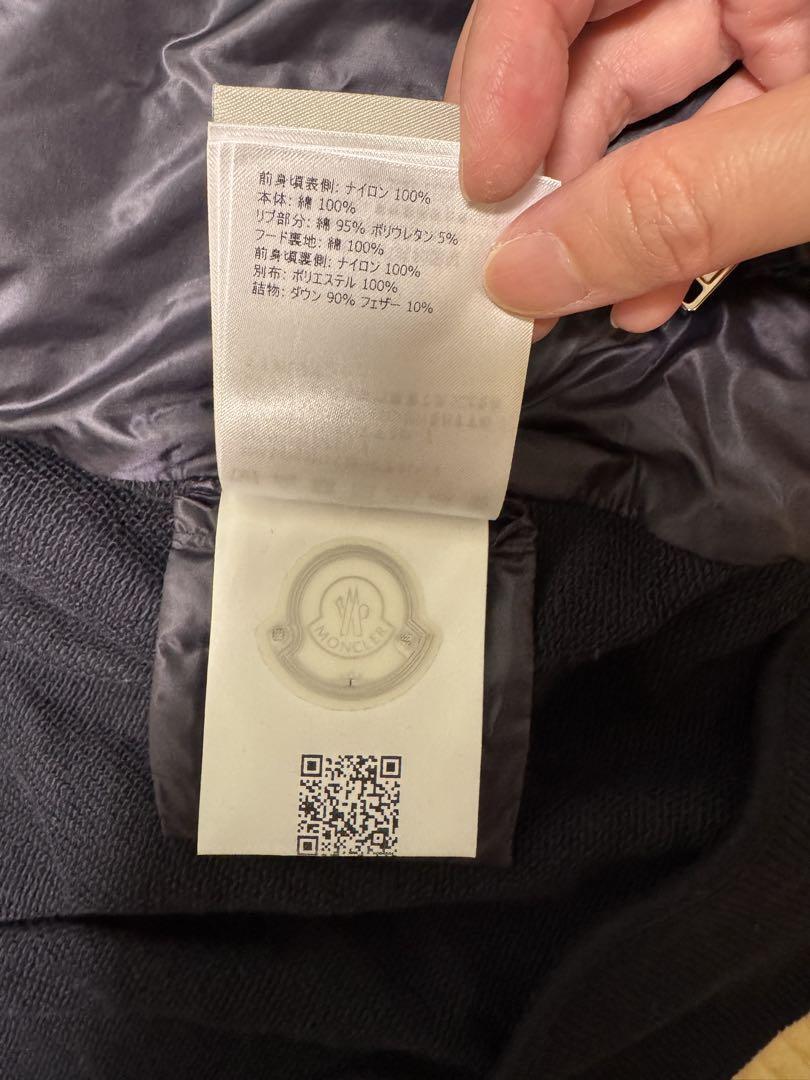 前身頃表側: ナイロン 100%
本体: 綿 100%
リブ部分: 綿 95% ポリウレタン 5%
フード裏地: 綿 100%
前身頃裏側: ナイロン 100%
別布: ポリエステル 100%
詰物: ダウン 90% フェザー 10%
MONCLER